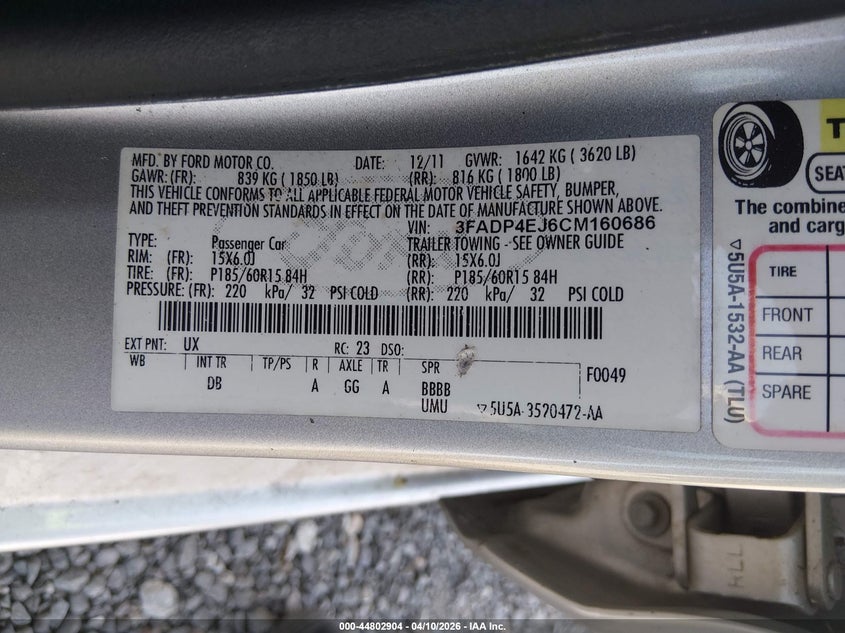 MFD. BY FORD MOTOR CO. DATE: 12/11 GVWR: 1642 KG ( 3620 LB)
GAWR: (FR): 839 KG ( 1850 LB) (RR): 816 KG ( 1800 LB)
THIS VEHICLE CONFORMS TO ALL APPLICABLE FEDERAL MOTOR VEHICLE SAFETY, BUMPER,
AND THEFT PREVENTION STANDARDS IN EFFECT ON THE DATE OF MANUFACTURE SHOWN ABOVE.
VIN: 3FADP4EJ6CM160686
TYPE: Passenger Car TRAILER TOWING - SEE OWNER GUIDE
RIM: (FR): 15X6.0J (RR): 15X6.0J
TIRE: (FR): P185/60R15 84H (RR): P185/60R15 84H
PRESSURE: (FR): 220 kPa/ 32 PSI COLD (RR): 220 kPa/ 32 PSI COLD
EXT PNT: UX RC: 23 DSO:
WB INT TR TP/PS R AXLE TR SPR F0049
DB A GG A BBBB
UMU ▽5U5A-3520472-AA
The combine
and carg
TIRE
FRONT
REAR
SPARE
▽5U5A-1532-AA (TLU)
RLL
000-44802904 - 04/10/2026 - IAA Inc.